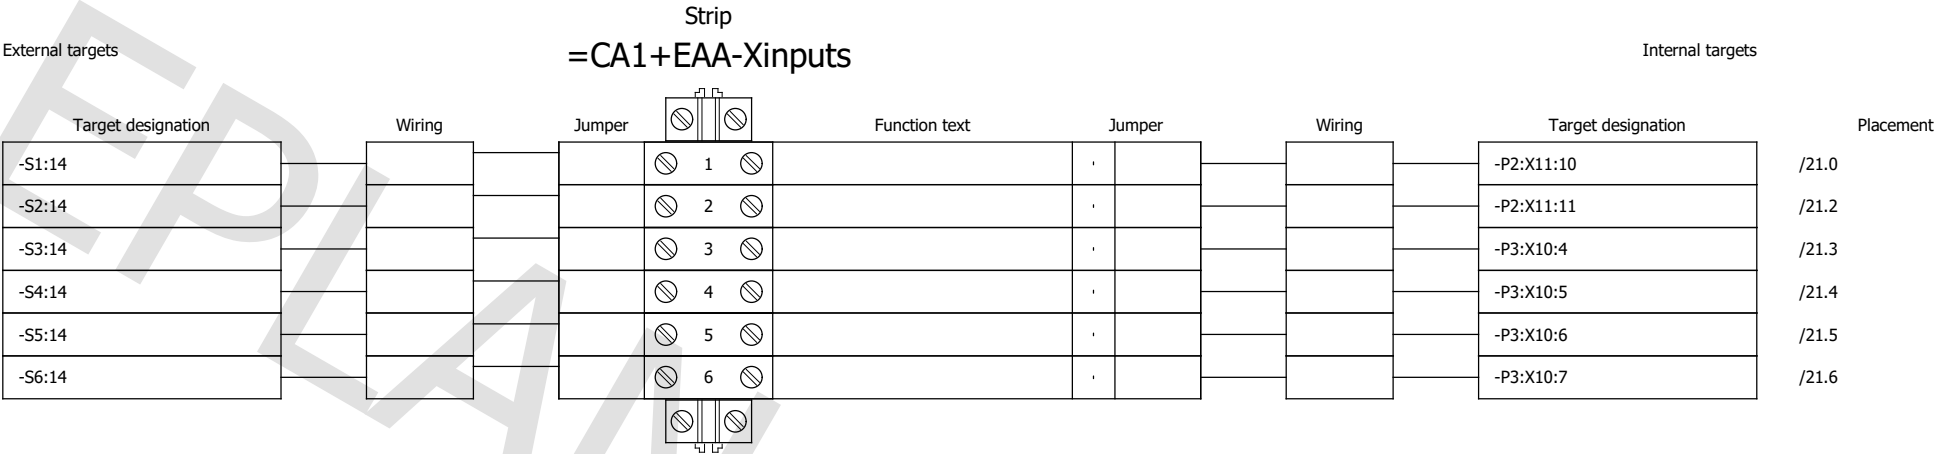 Strip
External targets =CA1+EAA-Xinputs Internal targets
Target designation Wiring Jumper Function text Jumper Wiring Target designation Placement
-S1:14 1 -P2:X11:10 /21.0
-S2:14 2 -P2:X11:11 /21.2
-S3:14 3 -P3:X10:4 /21.3
-S4:14 4 -P3:X10:5 /21.4
-S5:14 5 -P3:X10:6 /21.5
-S6:14 6 -P3:X10:7 /21.6
EPLAN